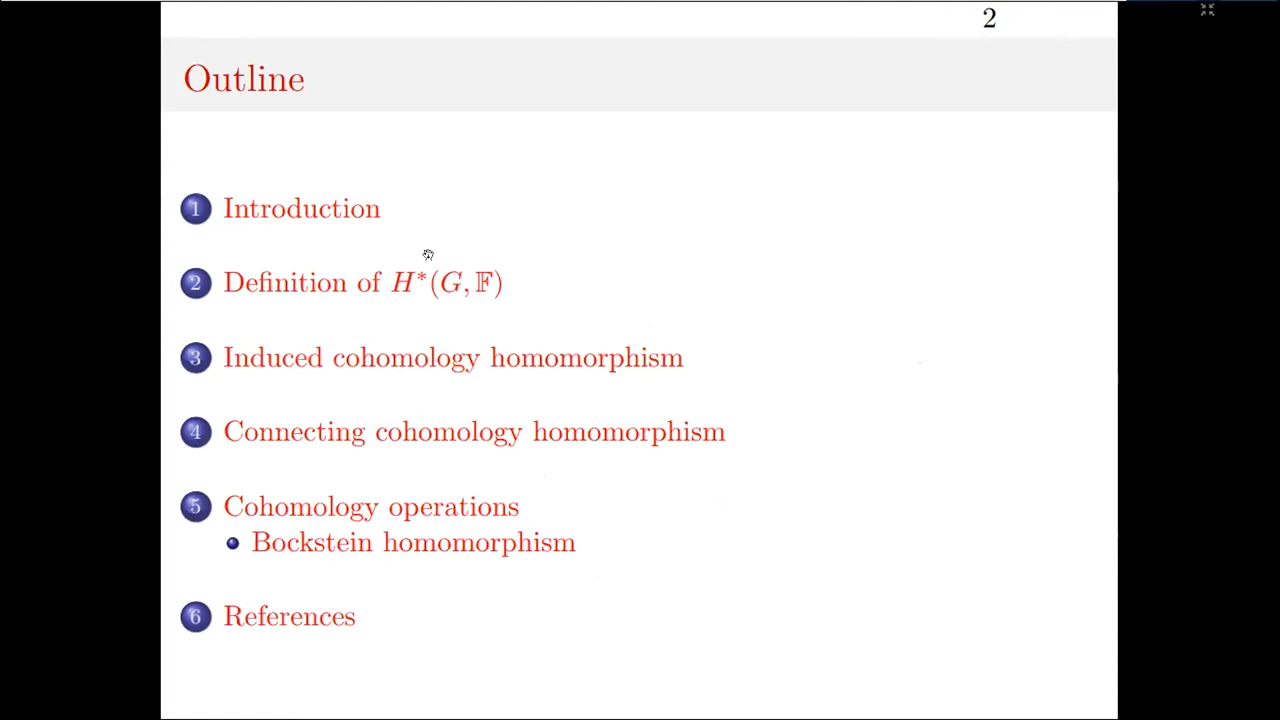 2
Outline
1 Introduction
2 Definition of H*(G, 𝔽)
3 Induced cohomology homomorphism
4 Connecting cohomology homomorphism
5 Cohomology operations
Bockstein homomorphism
6 References